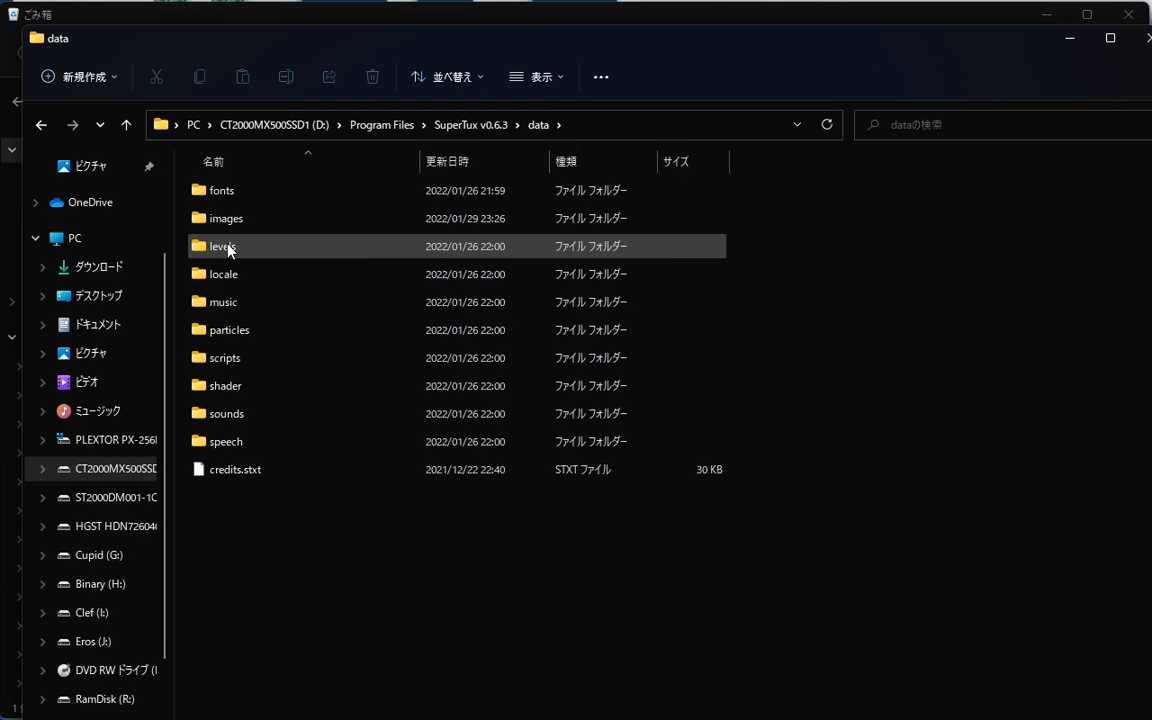 ごみ箱
data
新規作成
並べ替え
表示
PC › CT2000MX500SSD1 (D:) › Program Files › SuperTux v0.6.3 › data ›
dataの検索
名前 更新日時 種類 サイズ
fonts 2022/01/26 21:59 ファイル フォルダー
images 2022/01/29 23:26 ファイル フォルダー
levels 2022/01/26 22:00 ファイル フォルダー
locale 2022/01/26 22:00 ファイル フォルダー
music 2022/01/26 22:00 ファイル フォルダー
particles 2022/01/26 22:00 ファイル フォルダー
scripts 2022/01/26 22:00 ファイル フォルダー
shader 2022/01/26 22:00 ファイル フォルダー
sounds 2022/01/26 22:00 ファイル フォルダー
speech 2022/01/26 22:00 ファイル フォルダー
credits.stxt 2021/12/22 22:40 STXT ファイル 30 KB
ピクチャ
OneDrive
PC
ダウンロード
デスクトップ
ドキュメント
ピクチャ
ビデオ
ミュージック
PLEXTOR PX-256
CT2000MX500SSD
ST2000DM001-1C
HGST HDN72604
Cupid (G:)
Binary (H:)
Clef (I:)
Eros (J:)
DVD RW ドライブ (
RamDisk (R:)